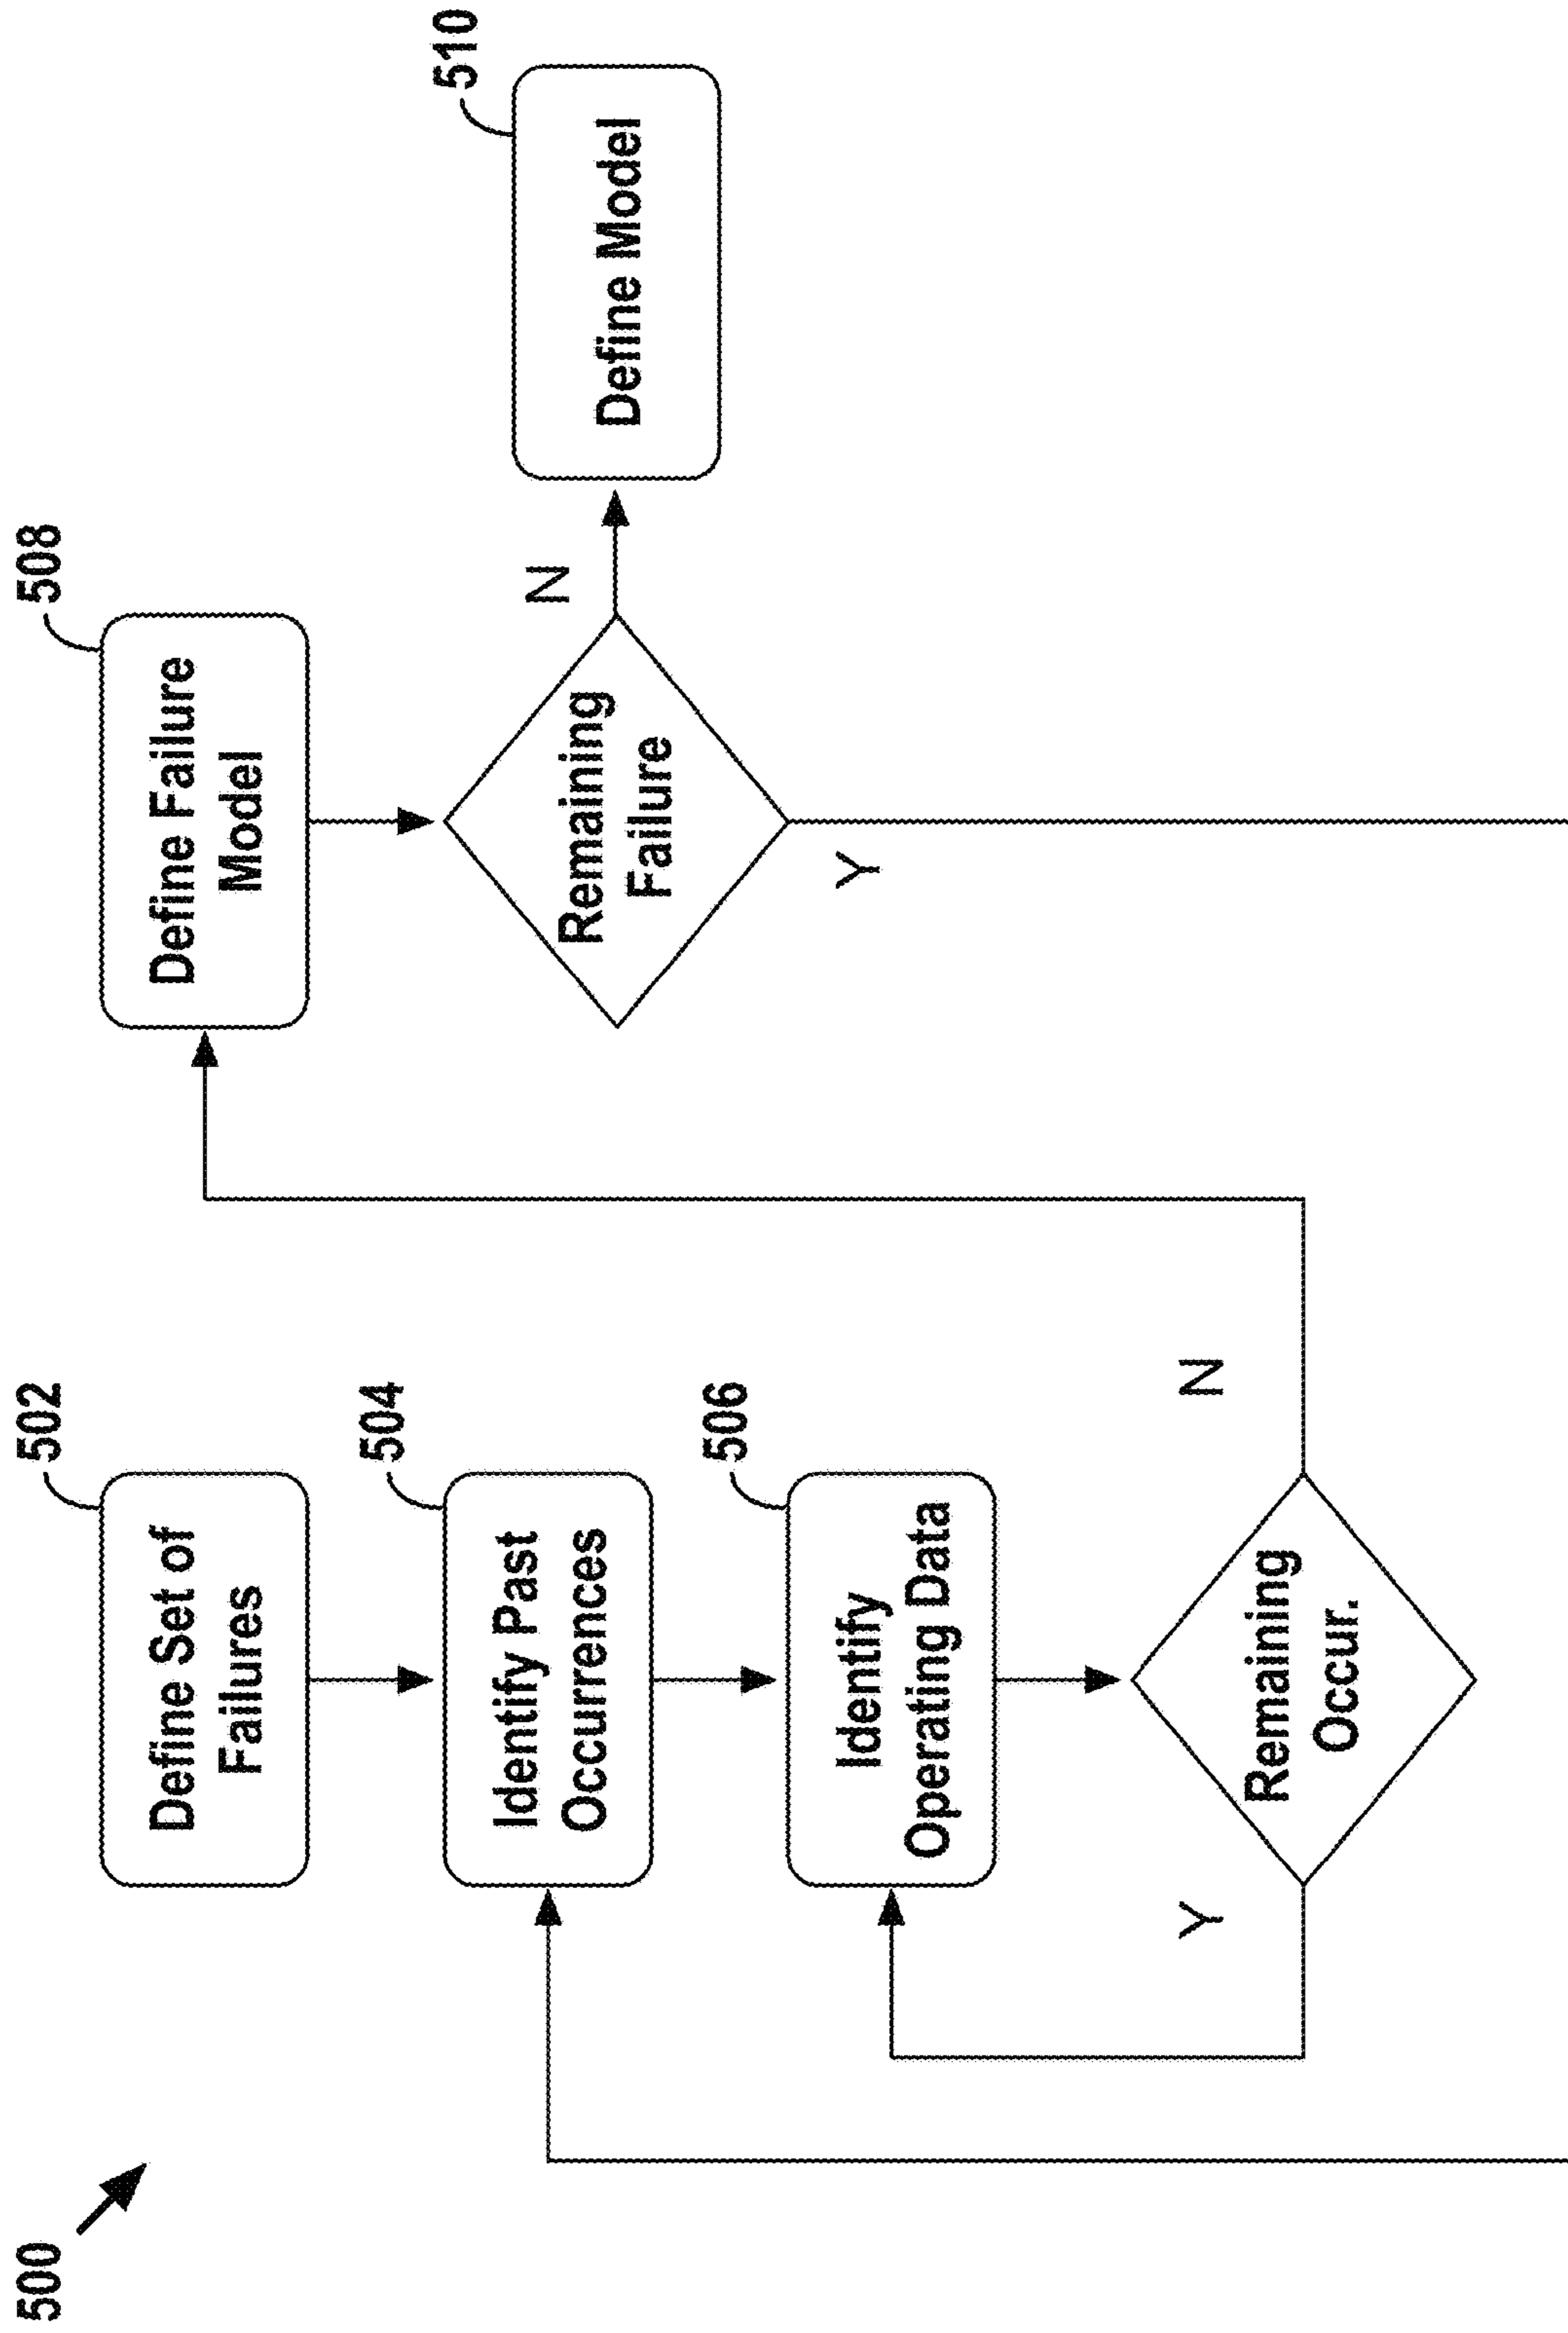 500
502
Define Set of
Failures
504
Identify Past
Occurrences
506
Identify
Operating Data
Remaining
Occur.
Y
N
508
Define Failure
Model
Remaining
Failure
N
Y
510
Define Model